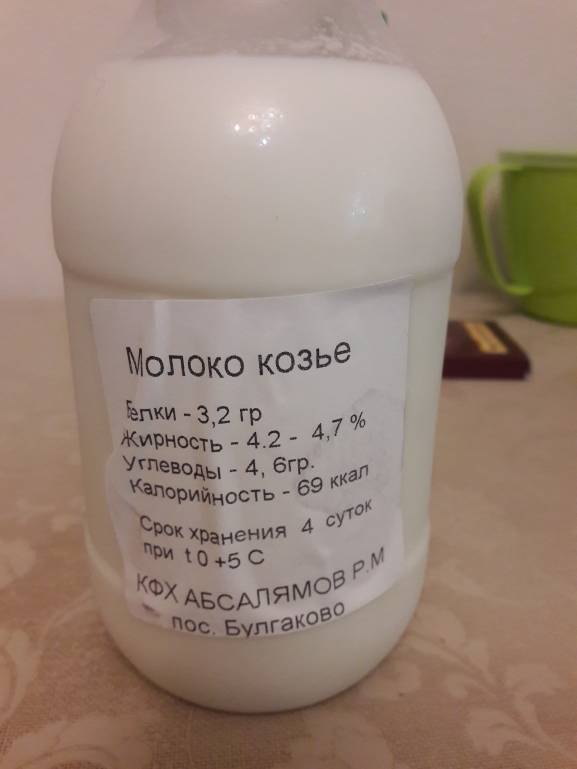 Молоко козье
Белки - 3,2 гр
Жирность - 4.2 - 4,7 %
Углеводы - 4, 6гр.
Калорийность - 69 ккал
Срок хранения 4 суток
при t 0 +5 С
КФХ АБСАЛЯМОВ Р.М
пос. Булгаково